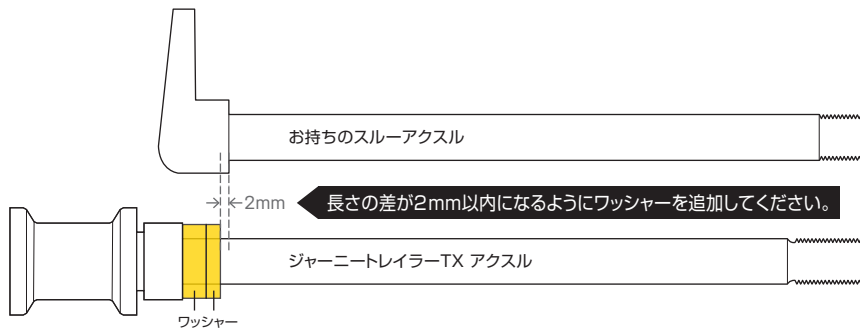 お持ちのスルーアクスル
2mm
長さの差が2mm以内になるようにワッシャーを追加してください。
ジャーニートレイラーTX アクスル
ワッシャー